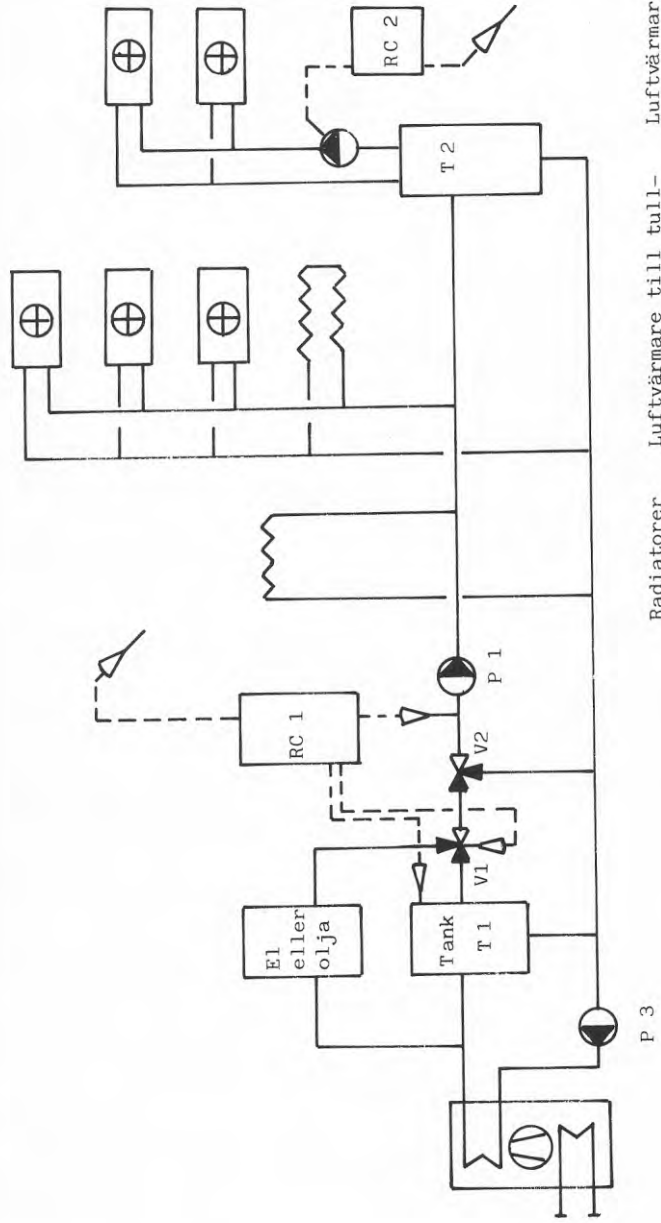 RC 2
T 2
RC 1
P 1
V2
V1
El
eller
olja
Tank
T 1
P 3
Radiatorer
Luftvärmare till tull-
Luftvärmar